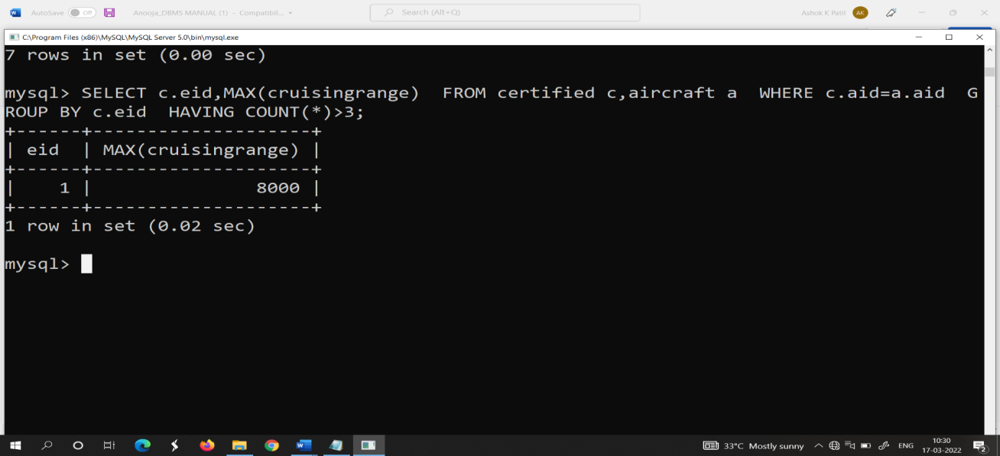 AutoSave Off Anooja_DBMS MANUAL (1) - Compatibil... Search (Alt+Q) Ashok K Patil AK
C:\Program Files (x86)\MySQL\MySQL Server 5.0\bin\mysql.exe
7 rows in set (0.00 sec)
mysql> SELECT c.eid,MAX(cruisingrange)  FROM certified c,aircraft a  WHERE c.aid=a.aid  G
ROUP BY c.eid  HAVING COUNT(*)>3;
+------+--------------------+
| eid  | MAX(cruisingrange) |
+------+--------------------+
|    1 |               8000 |
+------+--------------------+
1 row in set (0.02 sec)
mysql>
33°C Mostly sunny ENG 10:30
17-03-2022 2